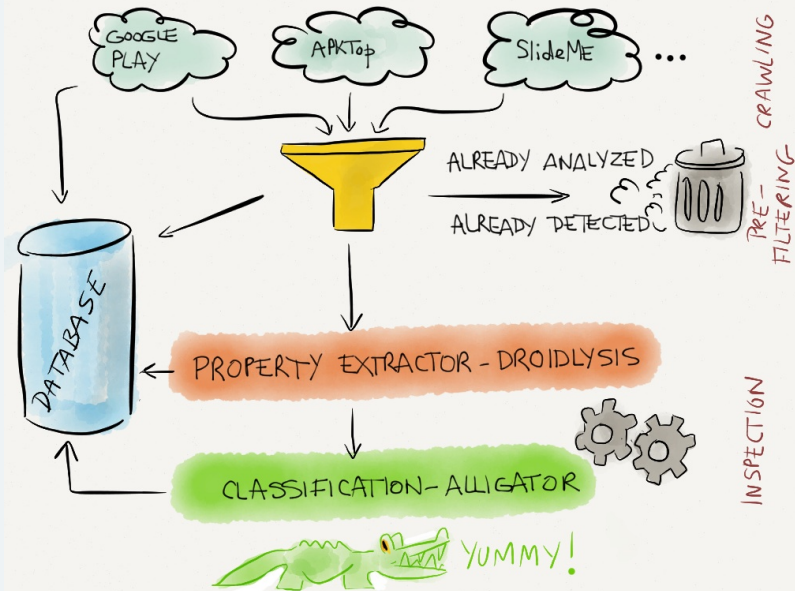 GOOGLE
PLAY
APKTop
SlideME
...
CRAWLING
ALREADY ANALYZED
ALREADY DETECTED
PRE-
FILTERING
DATABASE
PROPERTY EXTRACTOR - DROIDLYSIS
INSPECTION
CLASSIFICATION - ALLIGATOR
YUMMY!